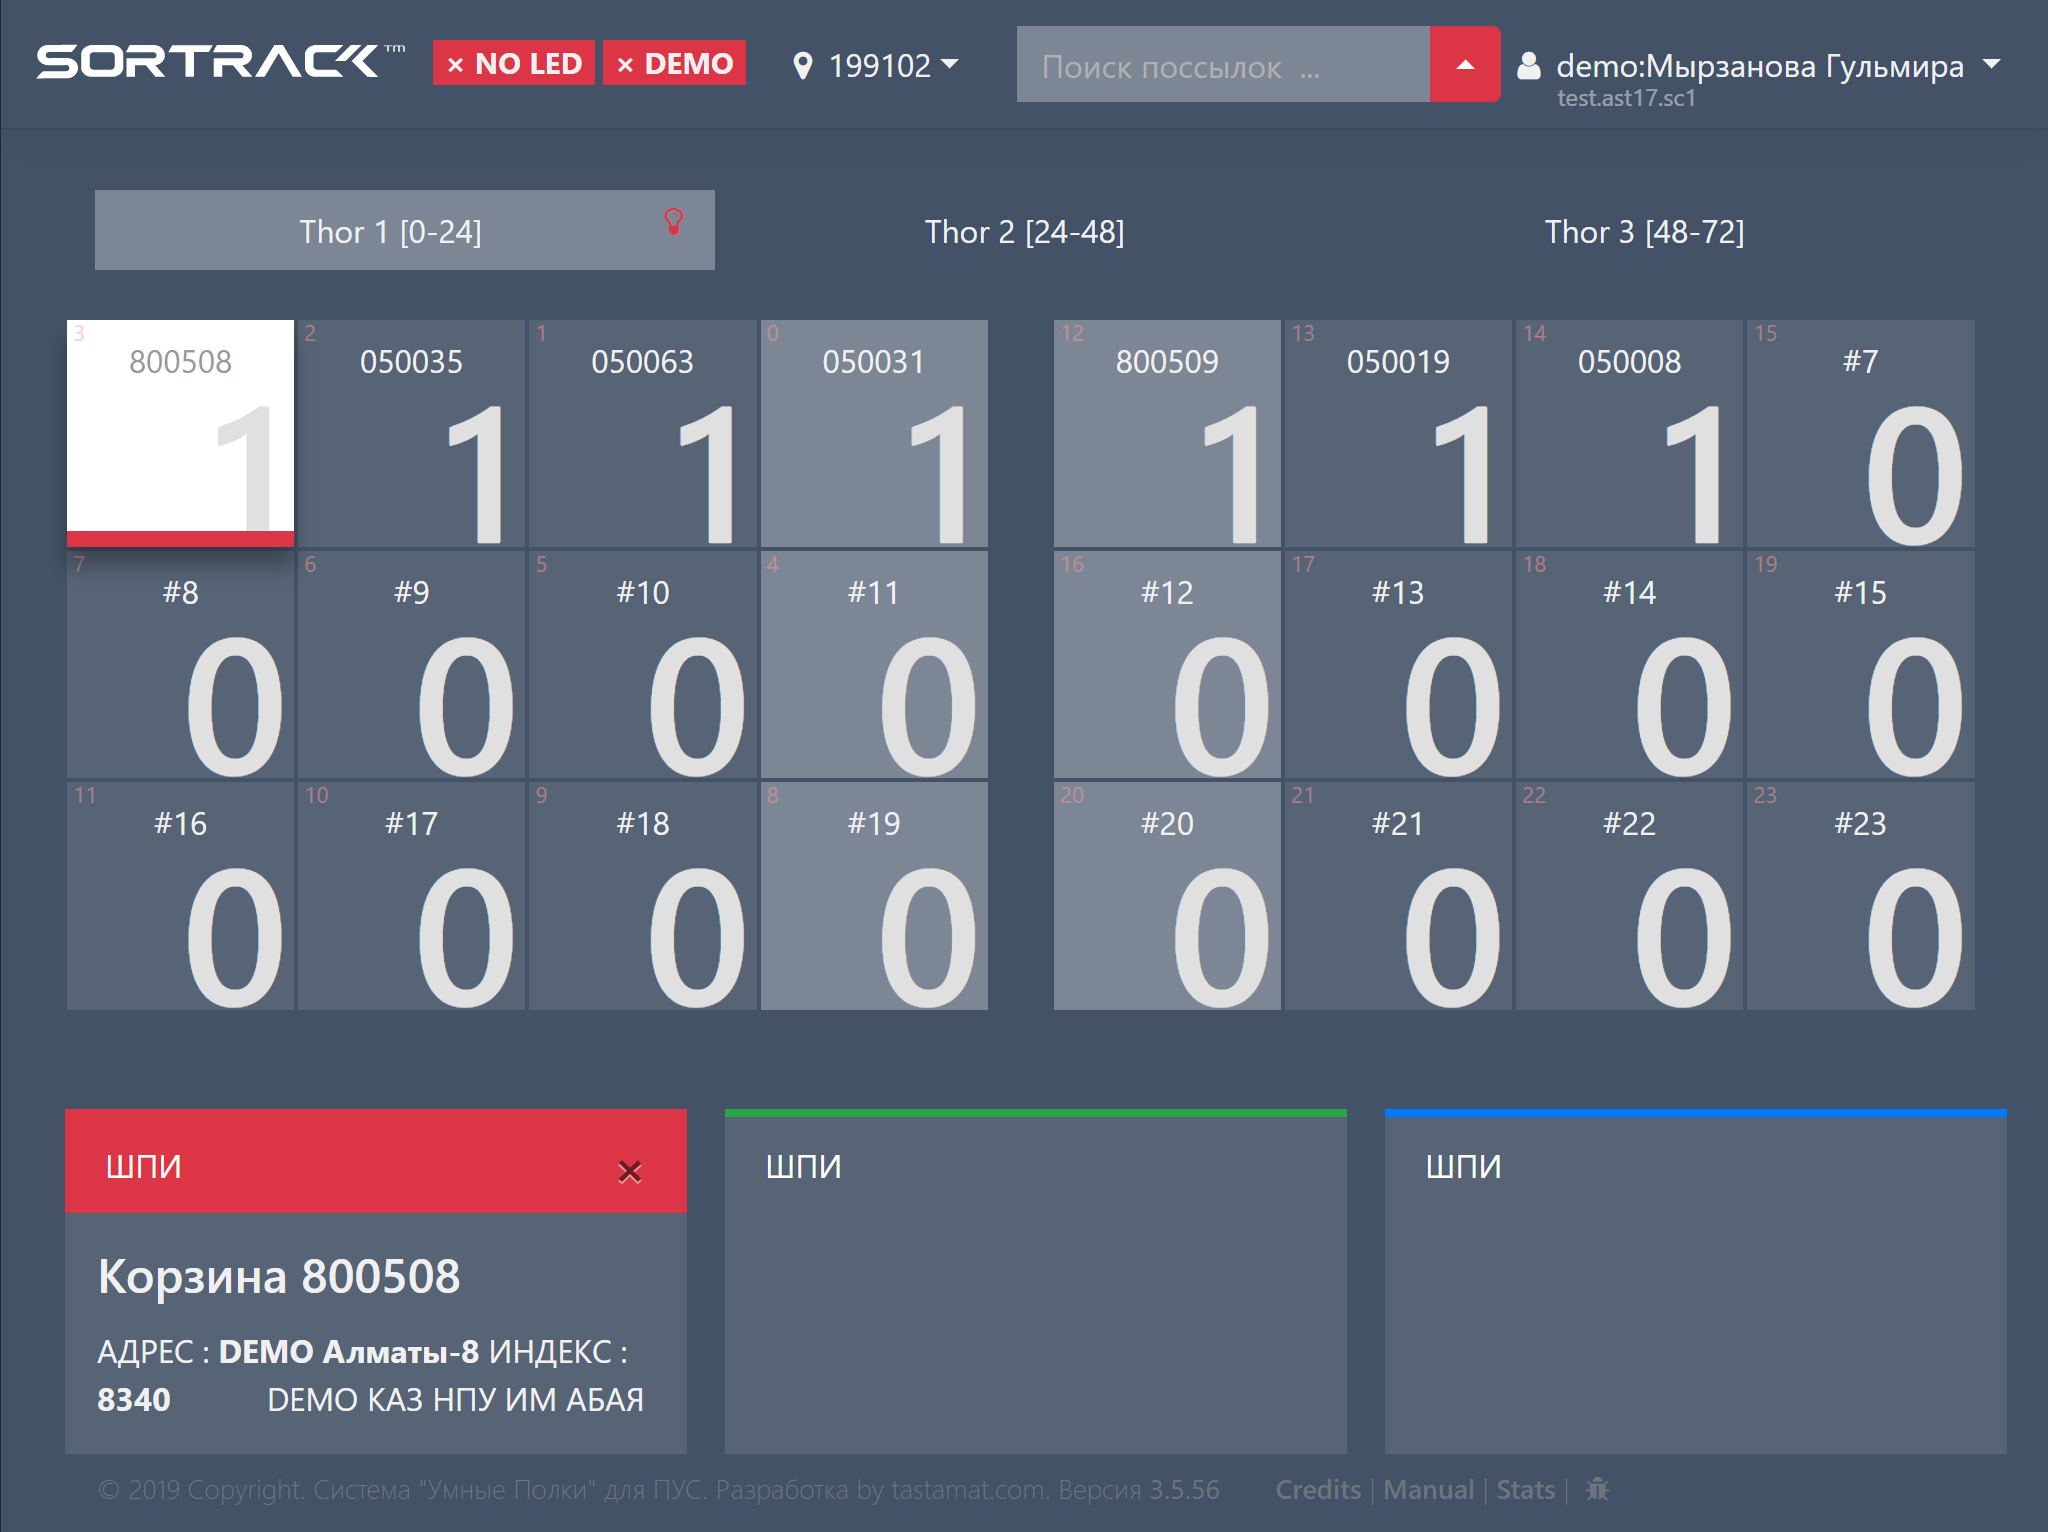 SORTRACK™ × NO LED × DEMO 199102 Поиск поссылок ... demo:Мырзанова Гульмира
test.ast17.sc1
Thor 1 [0-24] Thor 2 [24-48] Thor 3 [48-72]
3 2 1 0 12 13 14 15
800508 050035 050063 050031 800509 050019 050008 #7
1 1 1 1 1 1 1 0
7 6 5 4 16 17 18 19
#8 #9 #10 #11 #12 #13 #14 #15
0 0 0 0 0 0 0 0
11 10 9 8 20 21 22 23
#16 #17 #18 #19 #20 #21 #22 #23
0 0 0 0 0 0 0 0
ШПИ ×
Корзина 800508
АДРЕС : DEMO Алматы-8 ИНДЕКС :
8340 DEMO КАЗ НПУ ИМ АБАЯ
ШПИ
ШПИ
© 2019 Copyright. Система "Умные Полки" для ПУС. Разработка by tastamat.com. Версия 3.5.56 Credits | Manual | Stats |